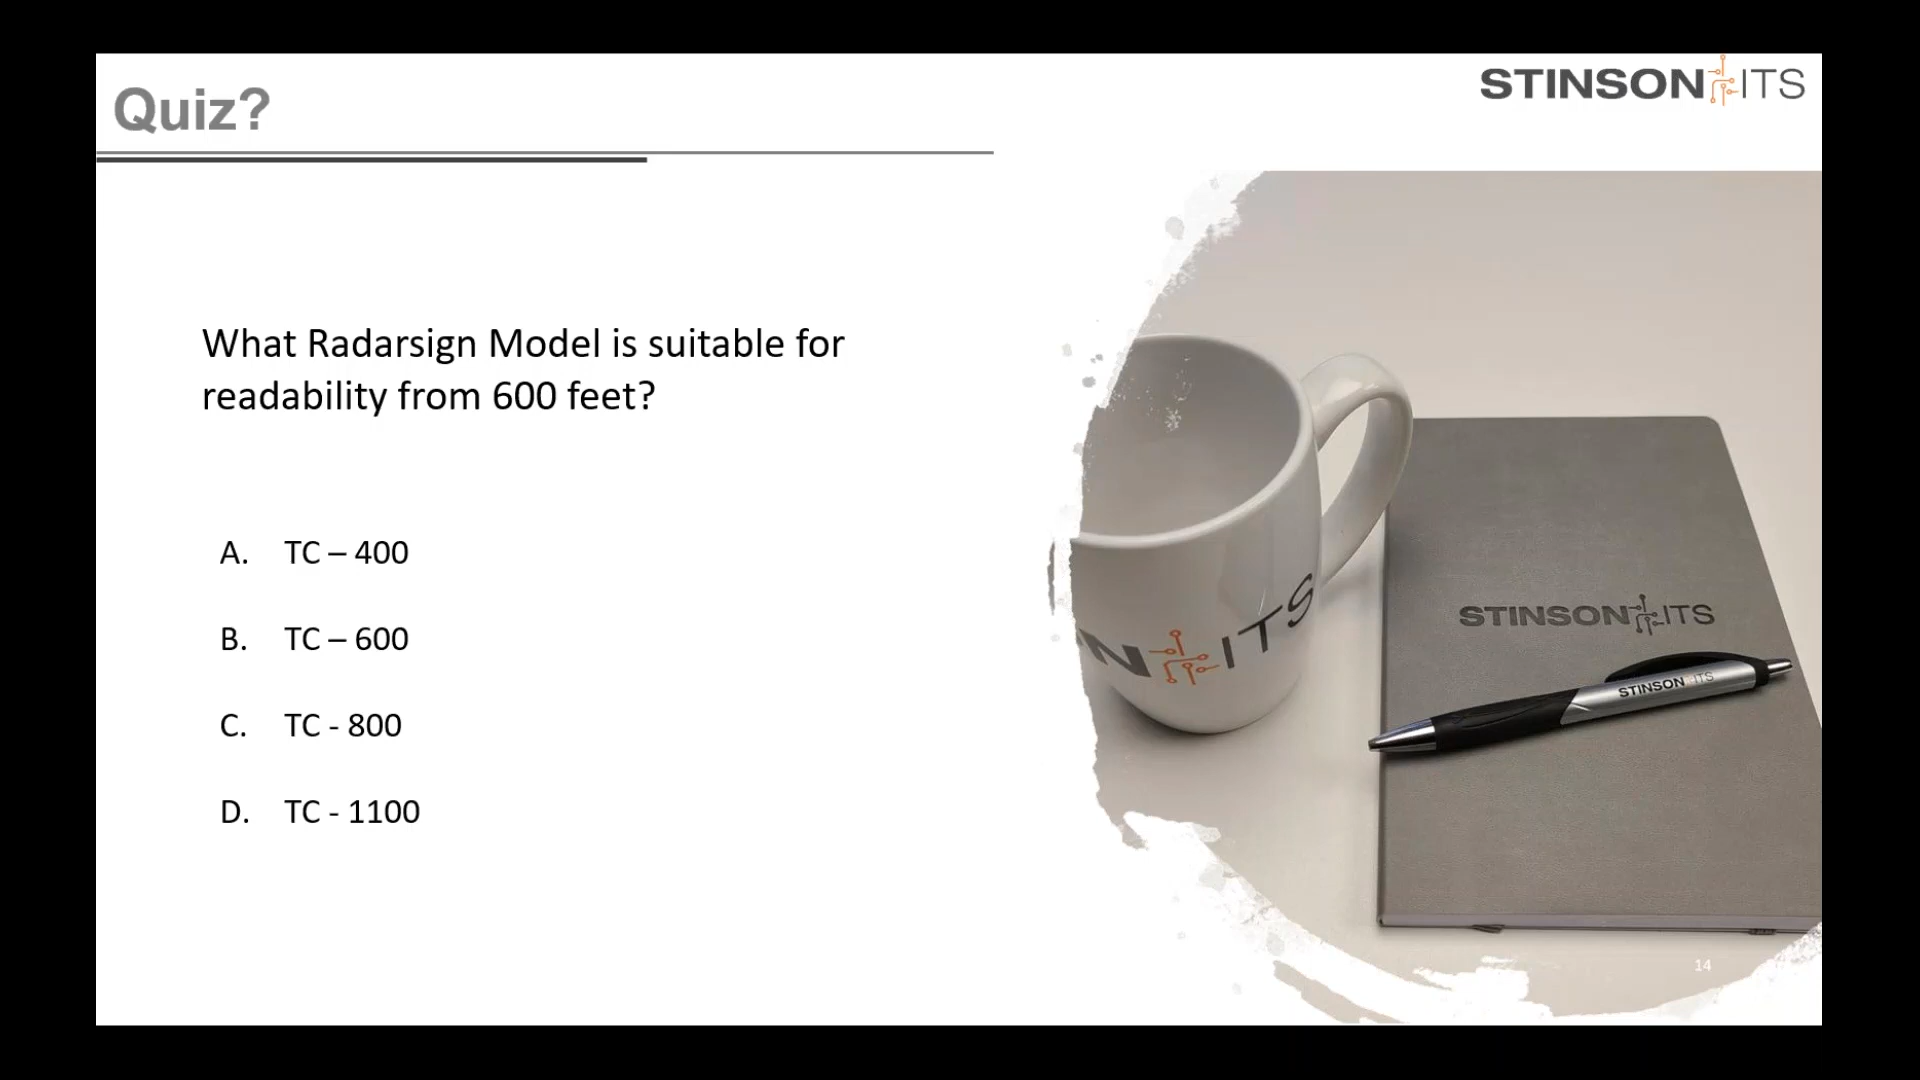 Quiz?
STINSON ITS
What Radarsign Model is suitable for
readability from 600 feet?
A. TC – 400
B. TC – 600
C. TC - 800
D. TC - 1100
N ITS
STINSON ITS
STINSON ITS
14